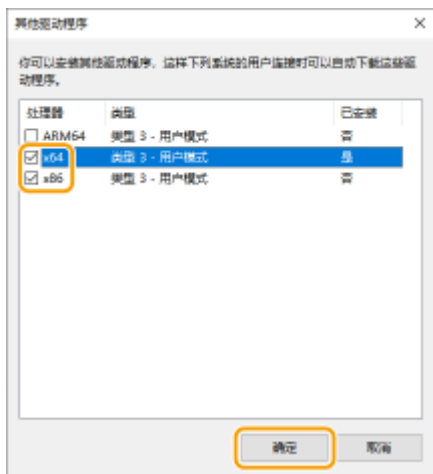 其他驱动程序
你可以安装其他驱动程序，这样下列系统的用户连接时可以自动下载这些驱
动程序。
处理器 类型 已安装
ARM64 类型 3 - 用户模式 否
x64 类型 3 - 用户模式 是
x86 类型 3 - 用户模式 否
确定 取消